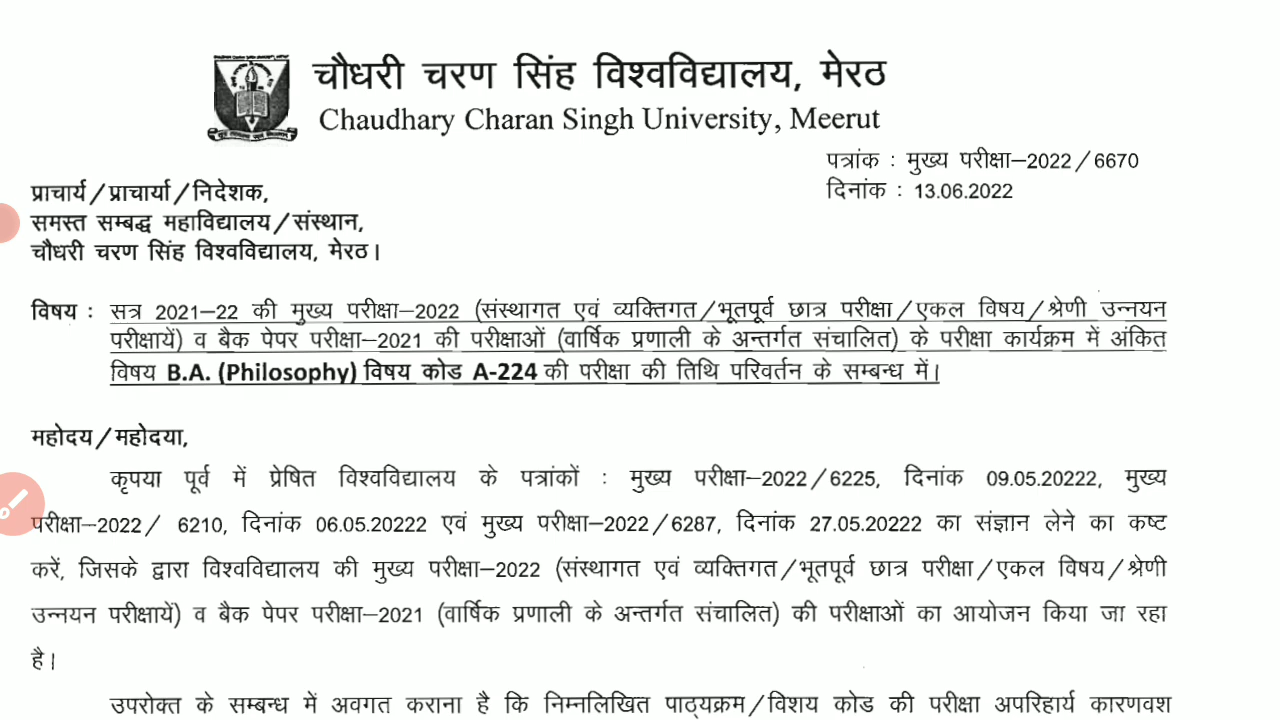 चौधरी चरण सिंह विश्वविद्यालय, मेरठ
Chaudhary Charan Singh University, Meerut
पत्रांक : मुख्य परीक्षा–2022/6670
दिनांक : 13.06.2022
प्राचार्य/प्राचार्या/निदेशक,
समस्त सम्बद्ध महाविद्यालय/संस्थान,
चौधरी चरण सिंह विश्वविद्यालय, मेरठ।
विषय : सत्र 2021–22 की मुख्य परीक्षा–2022 (संस्थागत एवं व्यक्तिगत/भूतपूर्व छात्र परीक्षा/एकल विषय/श्रेणी उन्नयन
परीक्षायें) व बैक पेपर परीक्षा–2021 की परीक्षाओं (वार्षिक प्रणाली के अन्तर्गत संचालित) के परीक्षा कार्यक्रम में अंकित
विषय B.A. (Philosophy) विषय कोड A-224 की परीक्षा की तिथि परिवर्तन के सम्बन्ध में।
महोदय/महोदया,
कृपया पूर्व में प्रेषित विश्वविद्यालय के पत्रांकों : मुख्य परीक्षा–2022/6225, दिनांक 09.05.20222, मुख्य
परीक्षा–2022/ 6210, दिनांक 06.05.20222 एवं मुख्य परीक्षा–2022/6287, दिनांक 27.05.20222 का संज्ञान लेने का कष्ट
करें, जिसके द्वारा विश्वविद्यालय की मुख्य परीक्षा–2022 (संस्थागत एवं व्यक्तिगत/भूतपूर्व छात्र परीक्षा/एकल विषय/श्रेणी
उन्नयन परीक्षायें) व बैक पेपर परीक्षा–2021 (वार्षिक प्रणाली के अन्तर्गत संचालित) की परीक्षाओं का आयोजन किया जा रहा
है।
उपरोक्त के सम्बन्ध में अवगत कराना है कि निम्नलिखित पाठ्यक्रम/विशय कोड की परीक्षा अपरिहार्य कारणवश